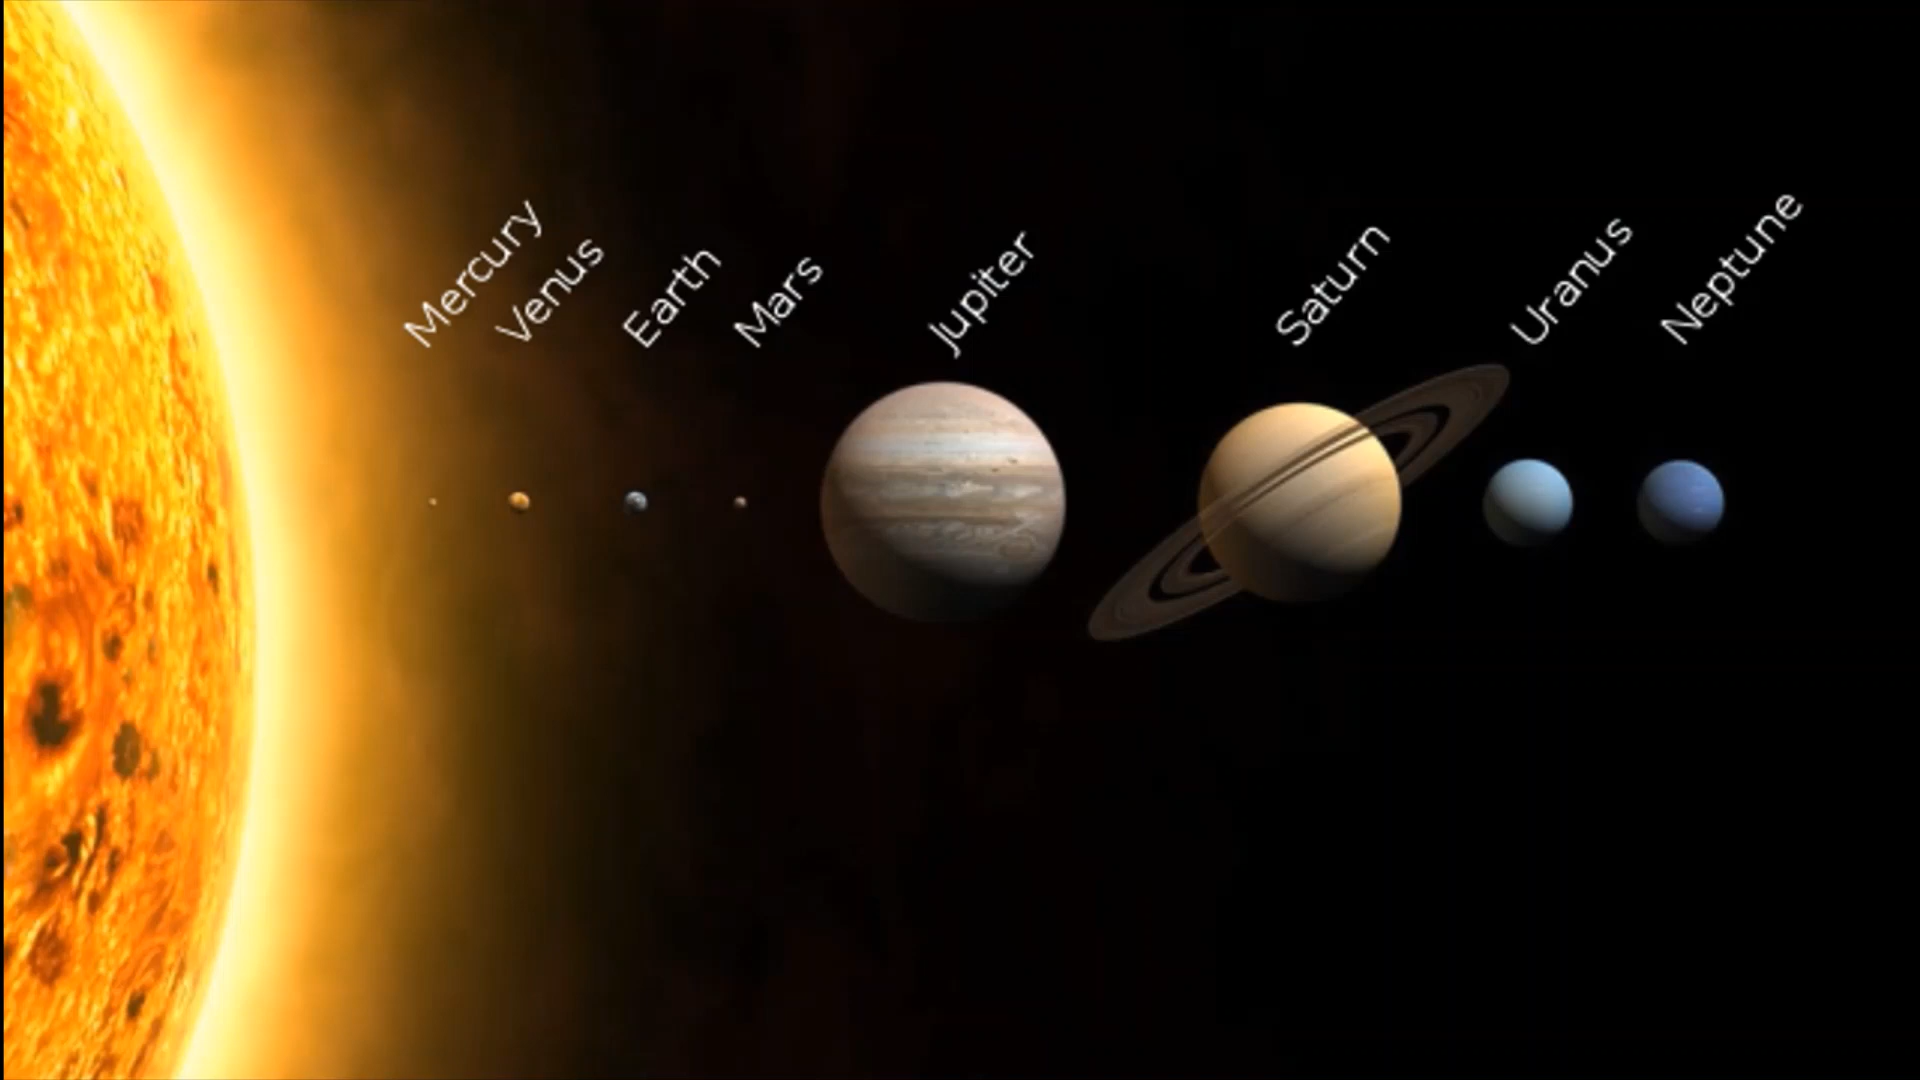 Mercury
Venus
Earth
Mars
Jupiter
Saturn
Uranus
Neptune